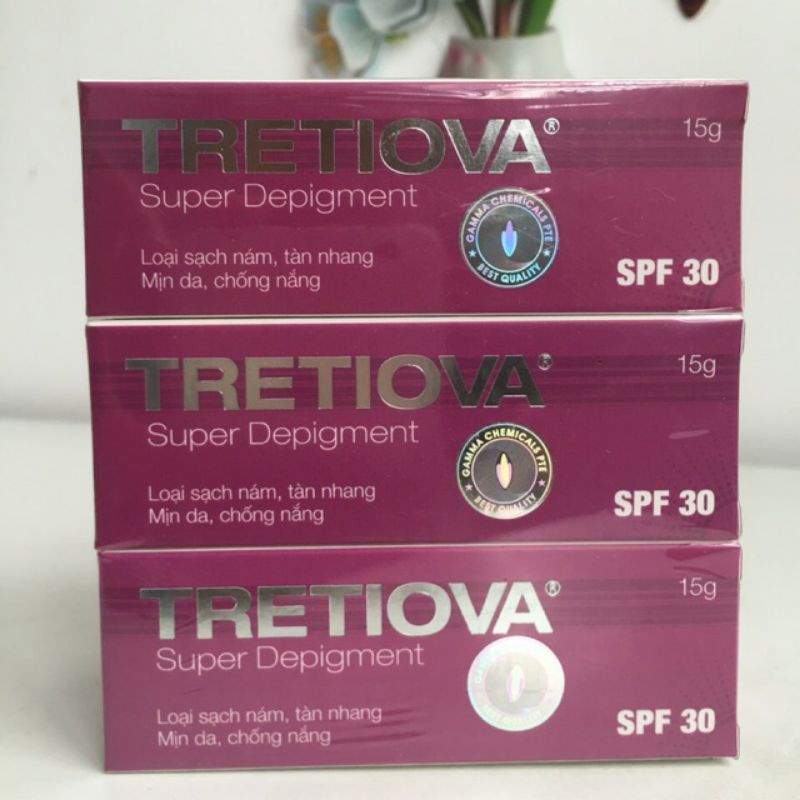 TRETIOVA®
15g
Super Depigment
GAMMA CHEMICALS PTE
★ BEST QUALITY ★
Loại sạch nám, tàn nhang
Mịn da, chống nắng
SPF 30
TRETIOVA®
15g
Super Depigment
GAMMA CHEMICALS PTE
★ BEST QUALITY ★
Loại sạch nám, tàn nhang
Mịn da, chống nắng
SPF 30
TRETIOVA®
15g
Super Depigment
BEST QUALITY
Loại sạch nám, tàn nhang
Mịn da, chống nắng
SPF 30